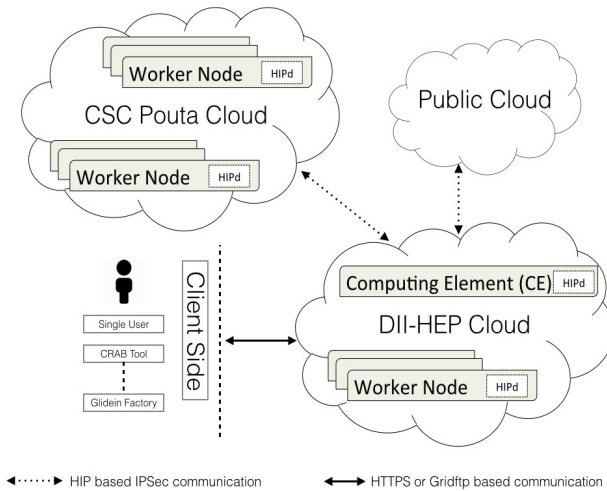 Worker Node HIPd
CSC Pouta Cloud
Worker Node HIPd
Public Cloud
Client Side
Single User
CRAB Tool
Glidein Factory
Computing Element (CE) HIPd
DII-HEP Cloud
Worker Node HIPd
HIP based IPSec communication
HTTPS or Gridftp based communication